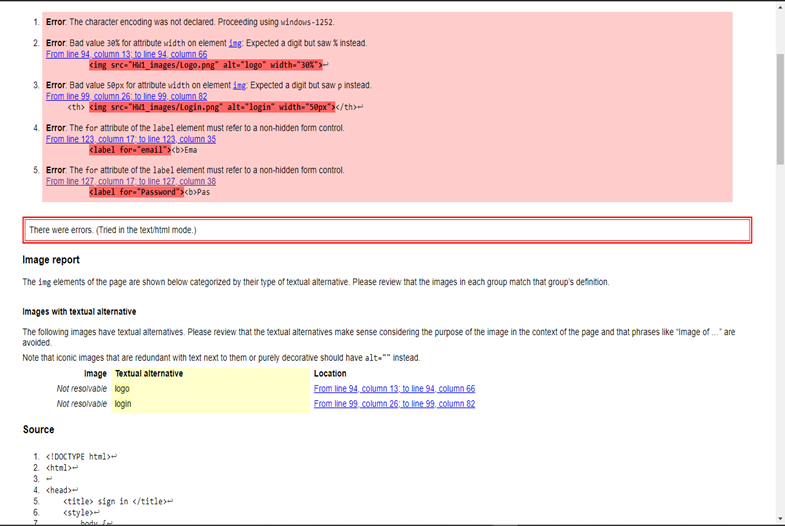 1. Error: The character encoding was not declared. Proceeding using windows-1252.
2. Error: Bad value 30% for attribute width on element img: Expected a digit but saw % instead.
From line 94, column 13; to line 94, column 66
<img src="HW1_images/Logo.png" alt="logo" width="30%">↩
3. Error: Bad value 50px for attribute width on element img: Expected a digit but saw p instead.
From line 99, column 26; to line 99, column 82
<th> <img src="HW1_images/Login.png" alt="login" width="50px"></th>↩
4. Error: The for attribute of the label element must refer to a non-hidden form control.
From line 123, column 17; to line 123, column 35
<label for="email"><b>Ema
5. Error: The for attribute of the label element must refer to a non-hidden form control.
From line 127, column 17; to line 127, column 38
<label for="Password"><b>Pas
There were errors. (Tried in the text/html mode.)
Image report
The img elements of the page are shown below categorized by their type of textual alternative. Please review that the images in each group match that group's definition.
Images with textual alternative
The following images have textual alternatives. Please review that the textual alternatives make sense considering the purpose of the image in the context of the page and that phrases like “Image of …” are
avoided.
Note that iconic images that are redundant with text next to them or purely decorative should have alt="" instead.
Image Textual alternative Location
Not resolvable logo From line 94, column 13; to line 94, column 66
Not resolvable login From line 99, column 26; to line 99, column 82
Source
1. <!DOCTYPE html>↩
2. <html>↩
3. ↩
4. <head>↩
5. <title> sign in </title>↩
6. <style>↩
7. body {↩